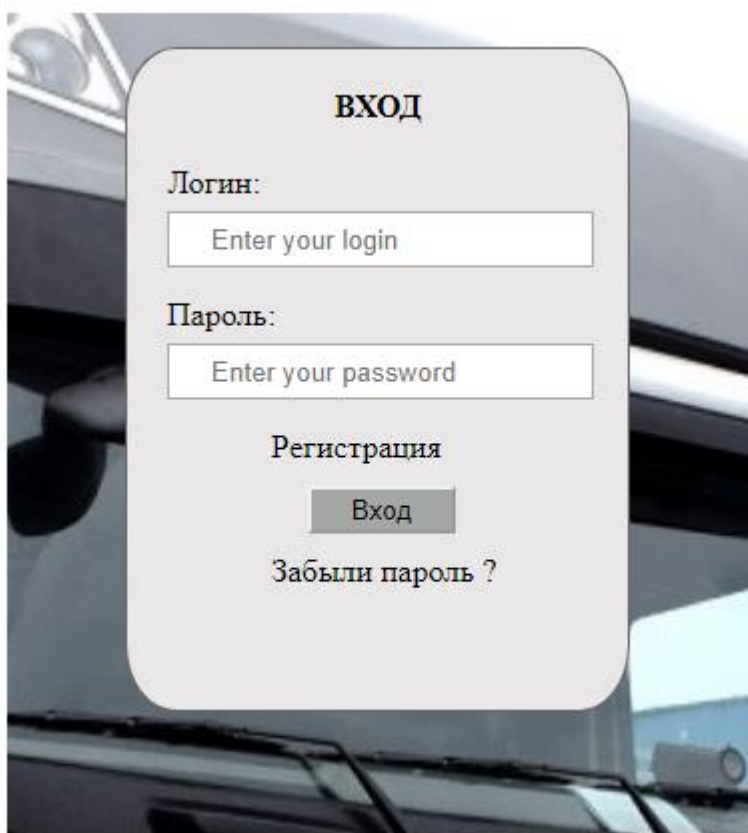 ВХОД
Логин:
Enter your login
Пароль:
Enter your password
Регистрация
Вход
Забыли пароль ?